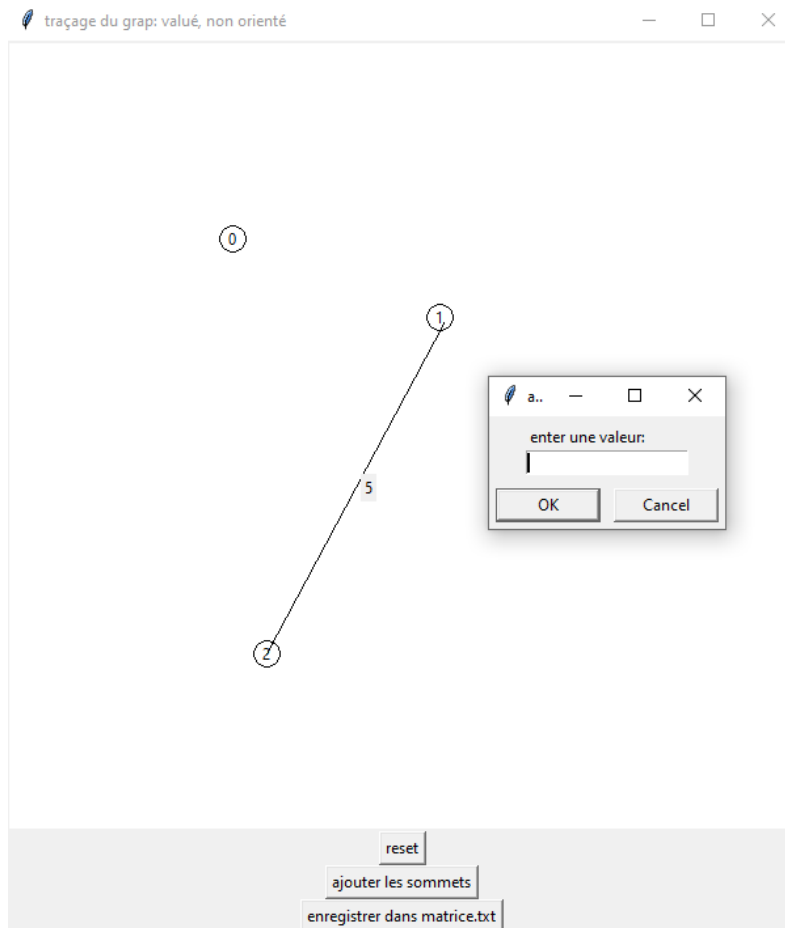 traçage du grap: valué, non orienté
0
1
a..
enter une valeur:
5
OK Cancel
2
reset
ajouter les sommets
enregistrer dans matrice.txt